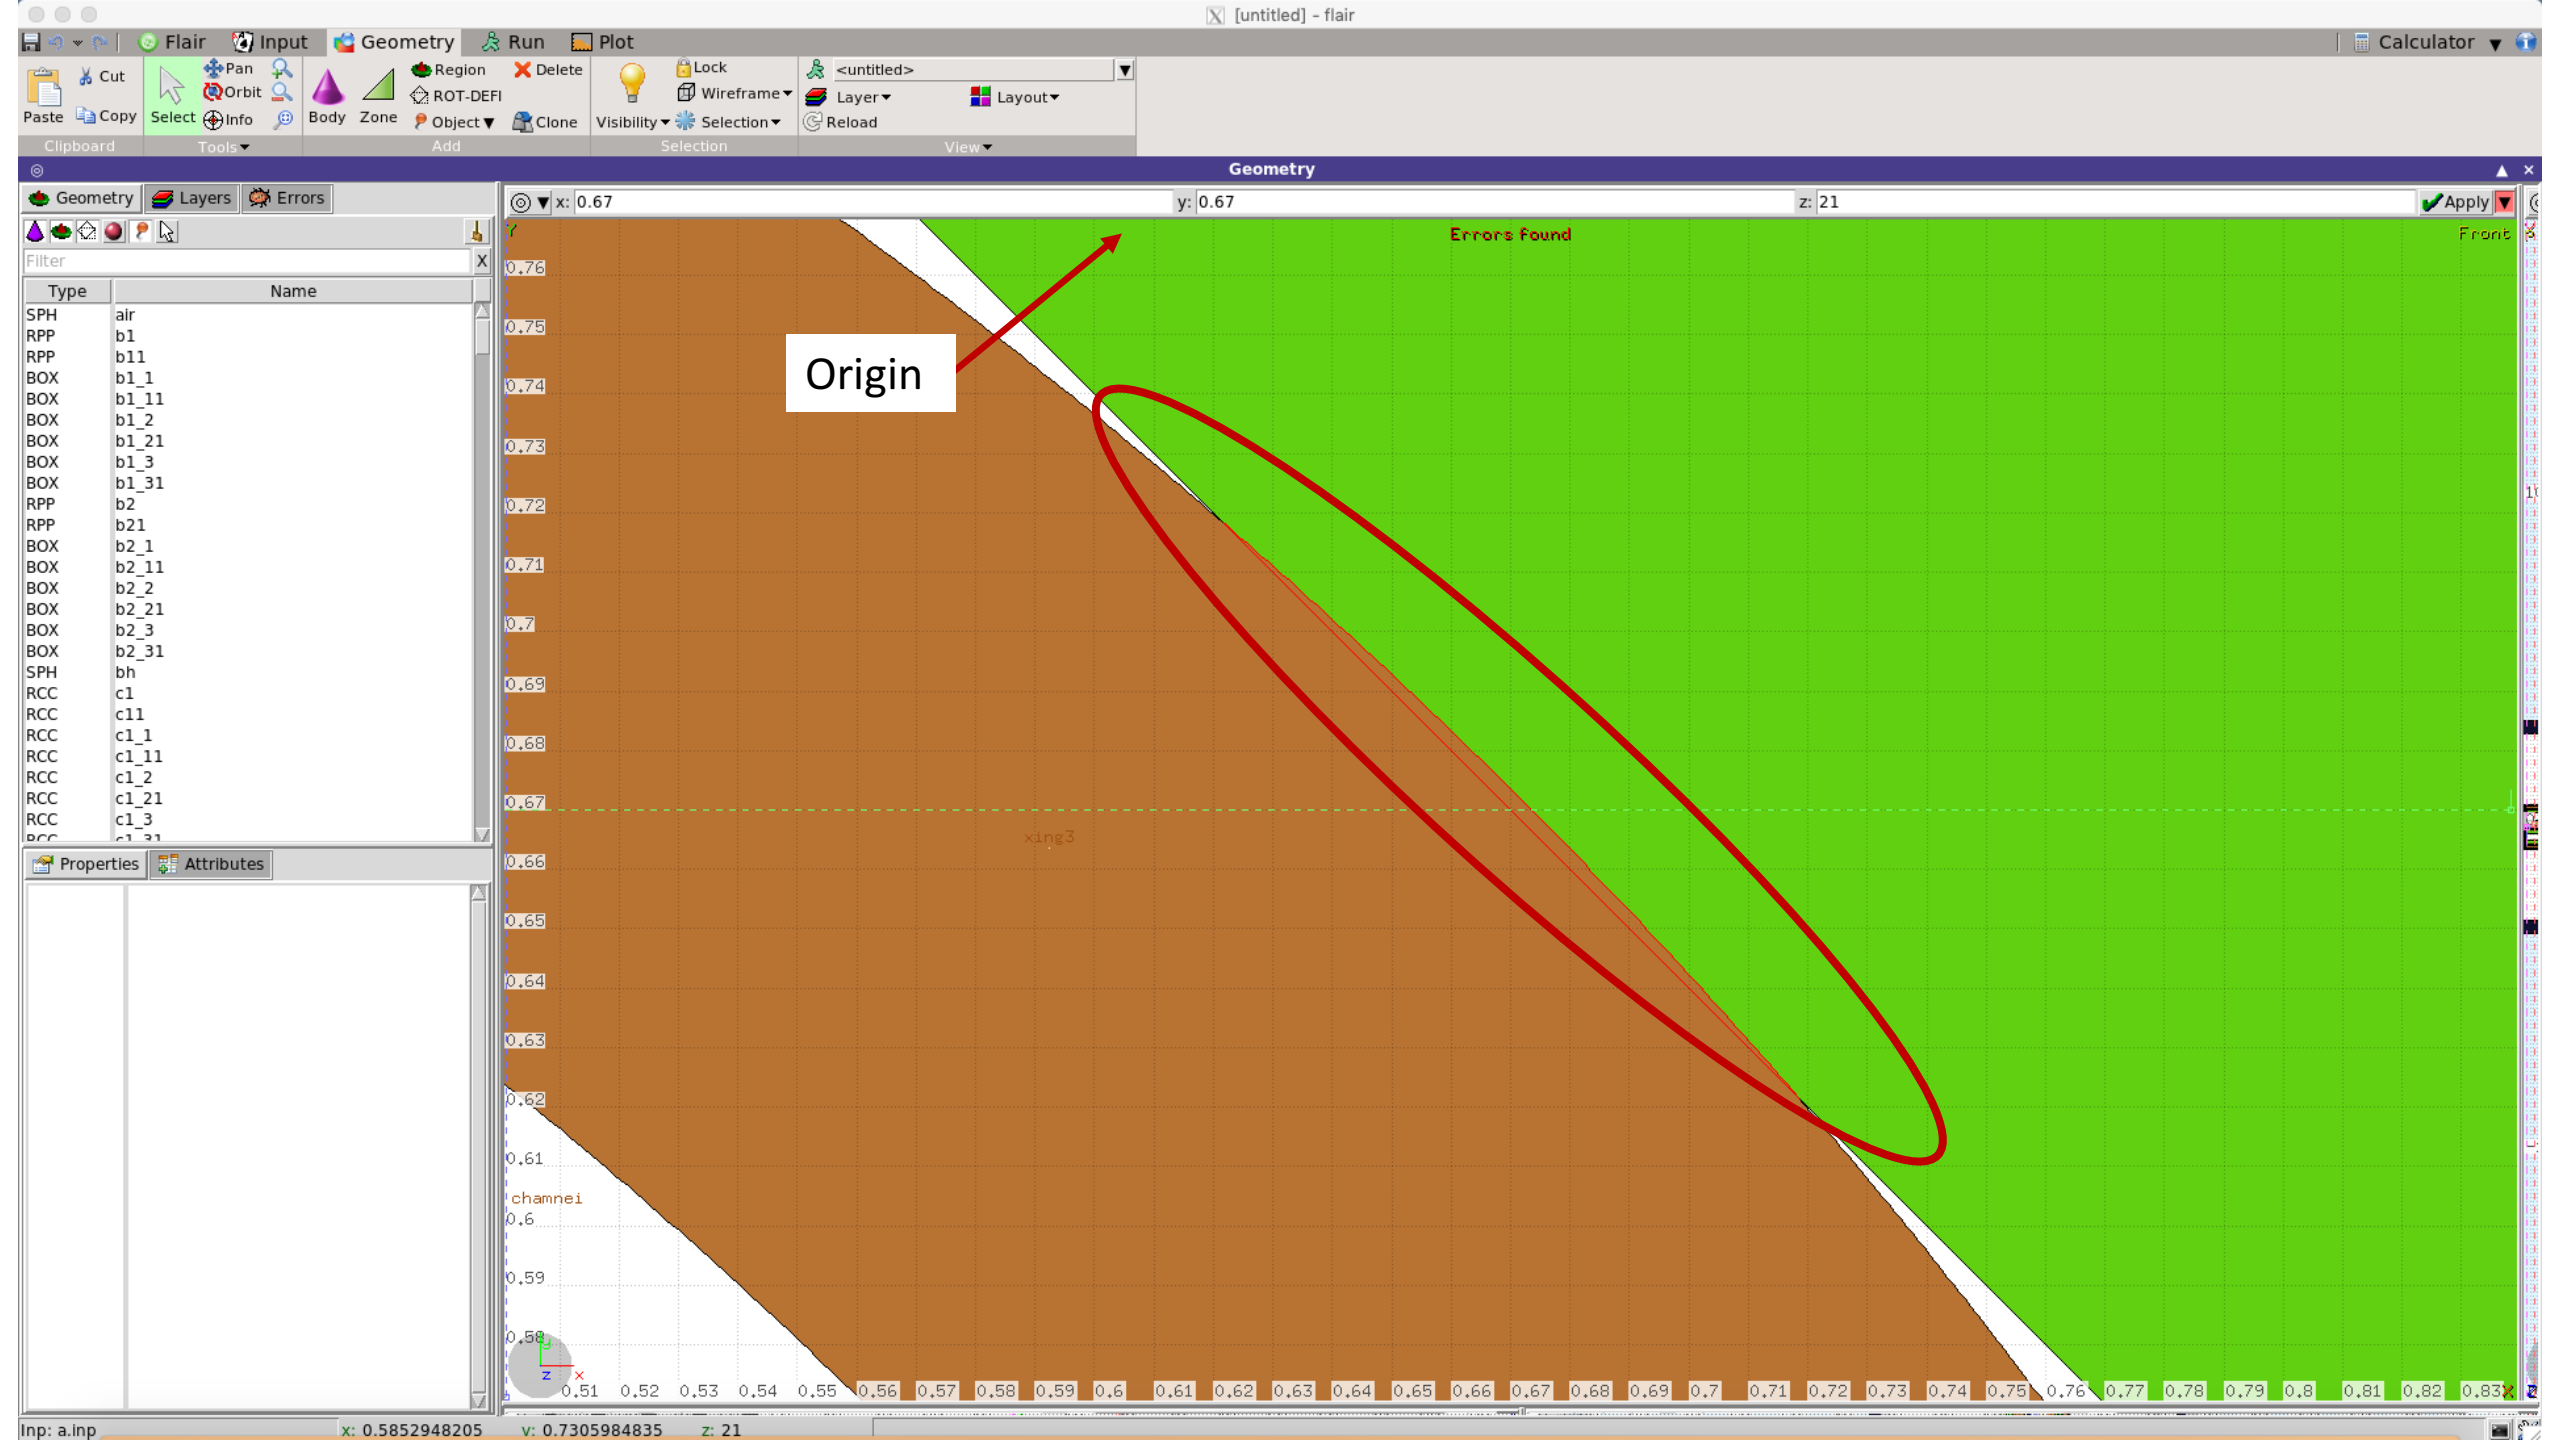 [untitled] - flair
Flair Input Geometry Run Plot Calculator
Paste Cut Copy
Clipboard
Select Pan Orbit Info
Tools
Body Zone Region ROT-DEFI Object Delete Clone
Add
Visibility Lock Wireframe Selection
Selection
<untitled>
Layer Layout
Reload
View
Geometry
Geometry Layers Errors
x: 0.67 y: 0.67 z: 21 Apply
Filter X
Type Name
SPH air
RPP b1
RPP b11
BOX b1_1
BOX b1_11
BOX b1_2
BOX b1_21
BOX b1_3
BOX b1_31
RPP b2
RPP b21
BOX b2_1
BOX b2_11
BOX b2_2
BOX b2_21
BOX b2_3
BOX b2_31
SPH bh
RCC c1
RCC c11
RCC c1_1
RCC c1_11
RCC c1_2
RCC c1_21
RCC c1_3
RCC c1_31
Properties Attributes
Y
Errors found
Front
Origin
0.76
0.75
0.74
0.73
0.72
0.71
0.7
0.69
0.68
0.67
xing3
0.66
0.65
0.64
0.63
0.62
0.61
chamnei
0.6
0.59
0.58
y
z x
0.51 0.52 0.53 0.54 0.55 0.56 0.57 0.58 0.59 0.6 0.61 0.62 0.63 0.64 0.65 0.66 0.67 0.68 0.69 0.7 0.71 0.72 0.73 0.74 0.75 0.76 0.77 0.78 0.79 0.8 0.81 0.82 0.83 X
Inp: a.inp x: 0.5852948205 y: 0.7305984835 z: 21